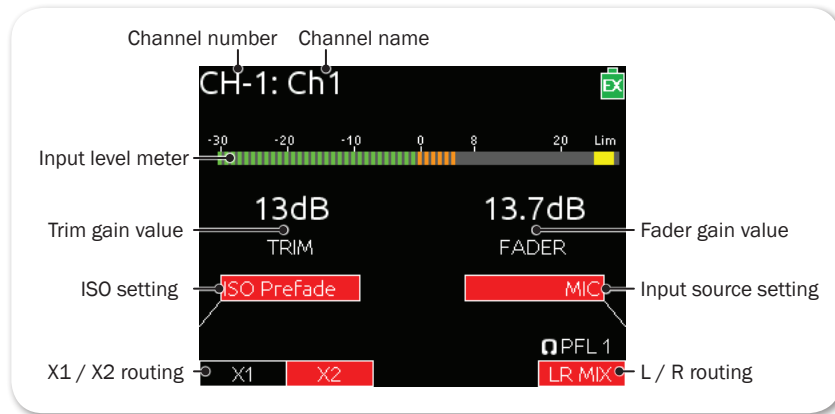 Channel number Channel name
CH-1: Ch1
EX
-30 -20 -10 0 8 20 Lim
Input level meter
13dB 13.7dB
Trim gain value Fader gain value
TRIM FADER
ISO setting ISO Prefade MIC Input source setting
PFL 1
X1 / X2 routing X1 X2 LR MIX L / R routing